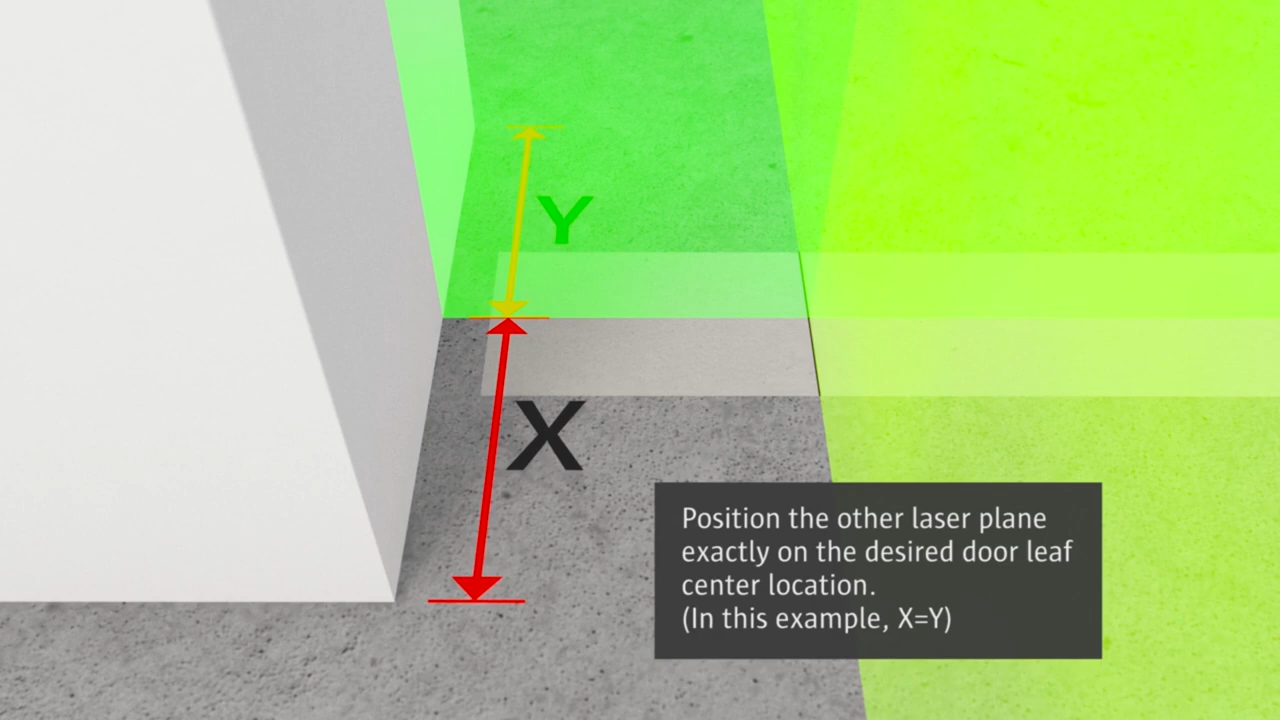 Y
X
Position the other laser plane
exactly on the desired door leaf
center location.
(In this example, X=Y)